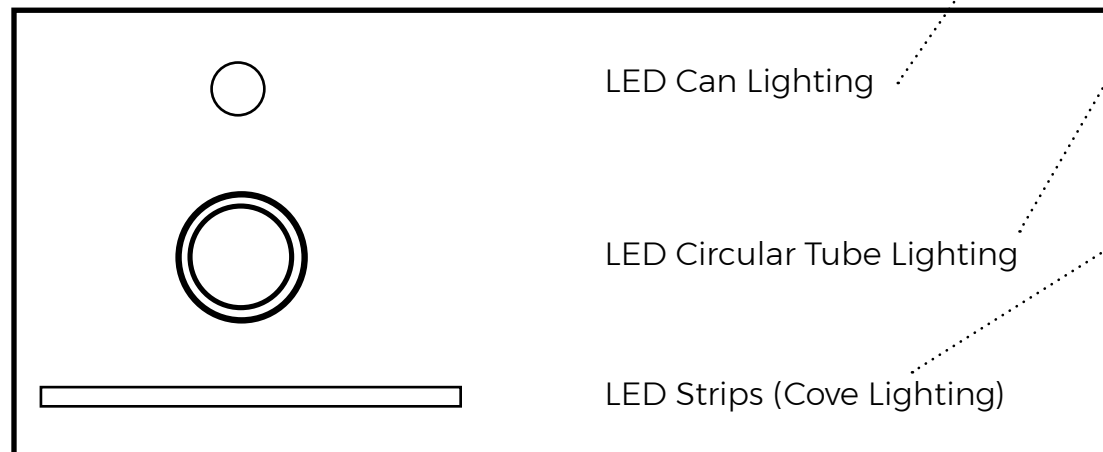 LED Can Lighting
LED Circular Tube Lighting
LED Strips (Cove Lighting)